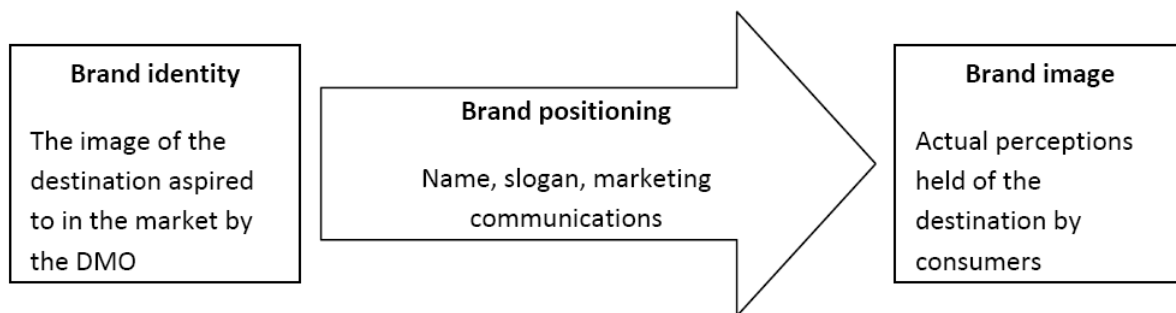 Brand identity
The image of the
destination aspired
to in the market by
the DMO
Brand positioning
Name, slogan, marketing
communications
Brand image
Actual perceptions
held of the
destination by
consumers